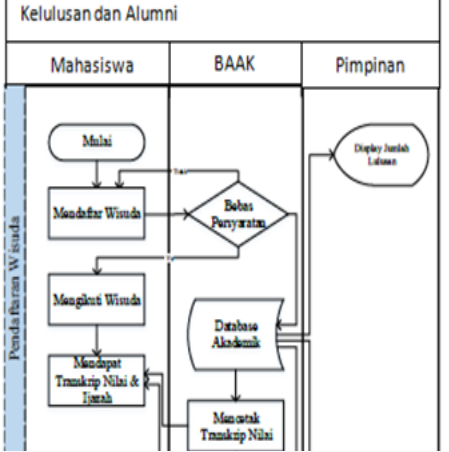 Kelulusan dan Alumni
Mahasiswa
BAAK
Pimpinan
Pendaftaran Wisuda
Mulai
Mendaftar Wisuda
Bebas
Persyaratan
Display Jumlah
Lulusan
Mengikuti Wisuda
Database
Akademik
Mendapat
Transkrip Nilai &
Ijazah
Mencetak
Transkrip Nilai